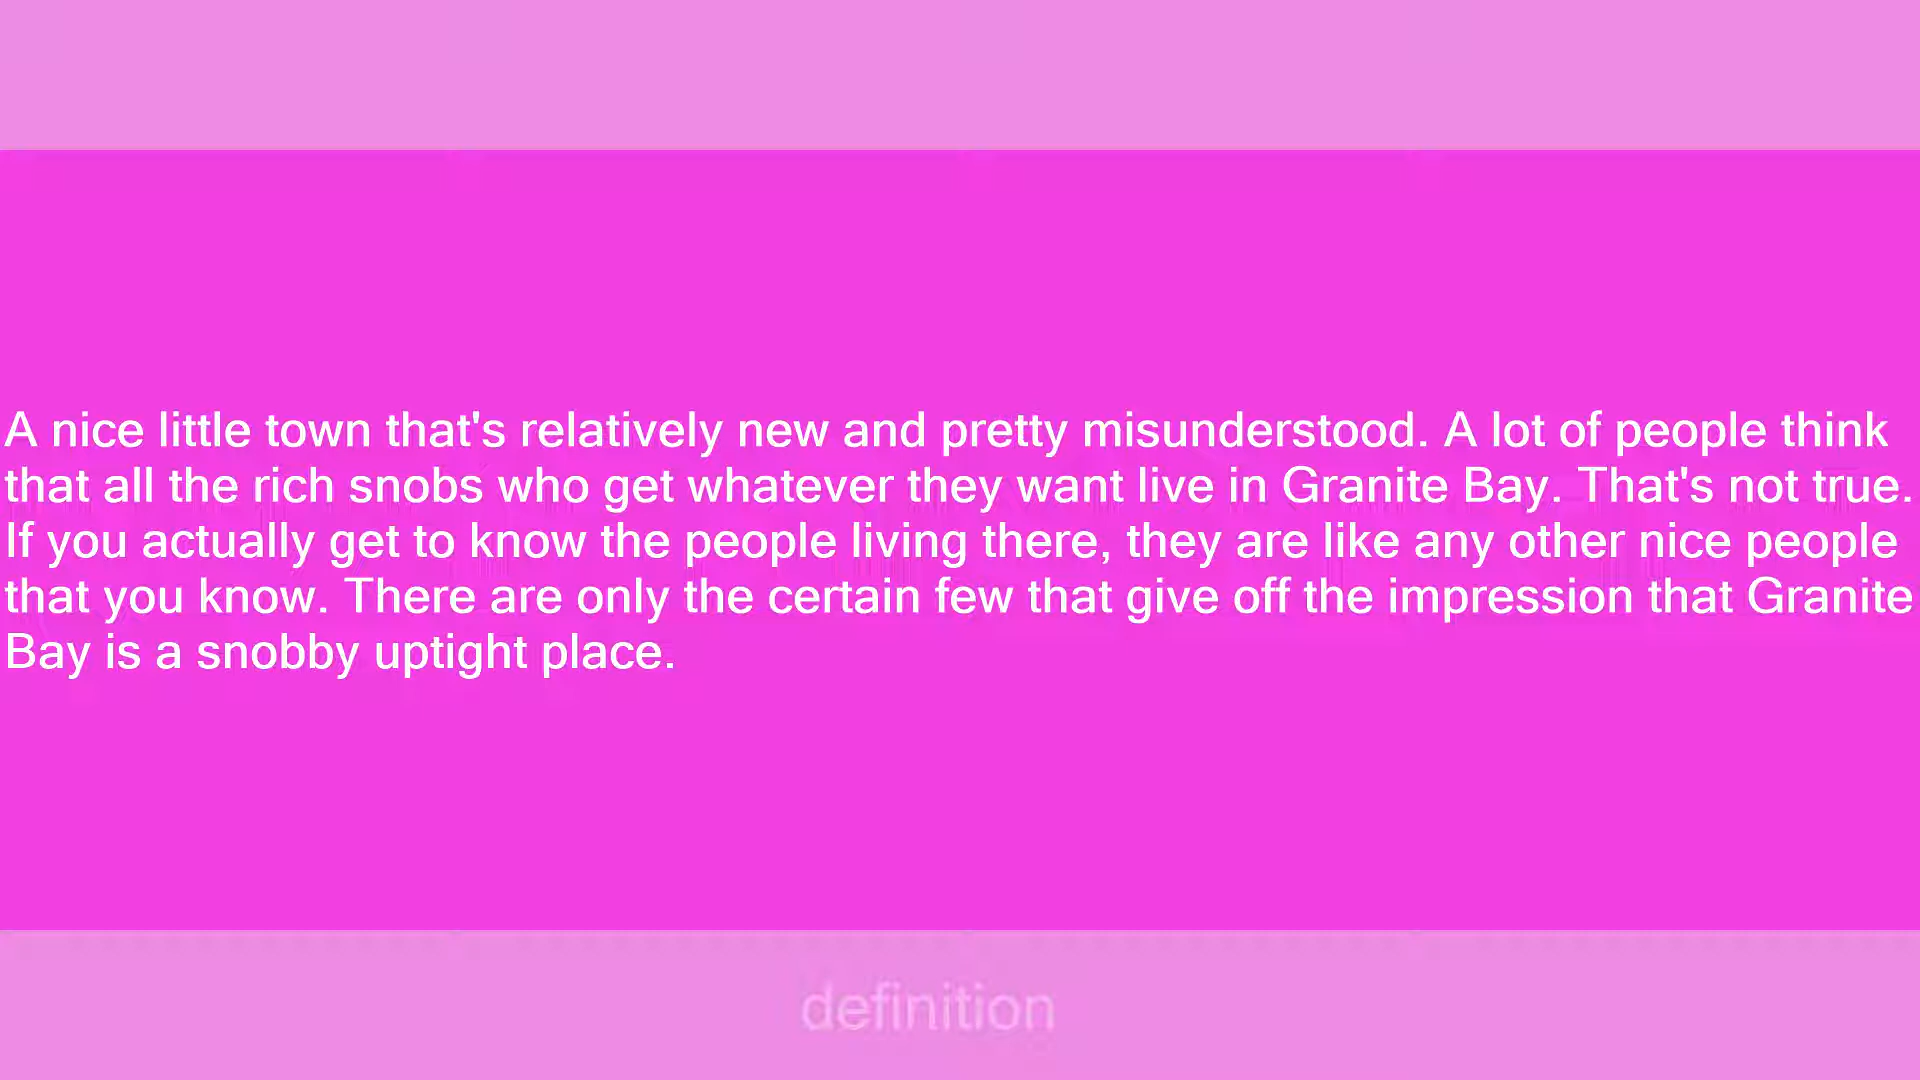 A nice little town that's relatively new and pretty misunderstood. A lot of people think
that all the rich snobs who get whatever they want live in Granite Bay. That's not true.
If you actually get to know the people living there, they are like any other nice people
that you know. There are only the certain few that give off the impression that Granite
Bay is a snobby uptight place.
definition